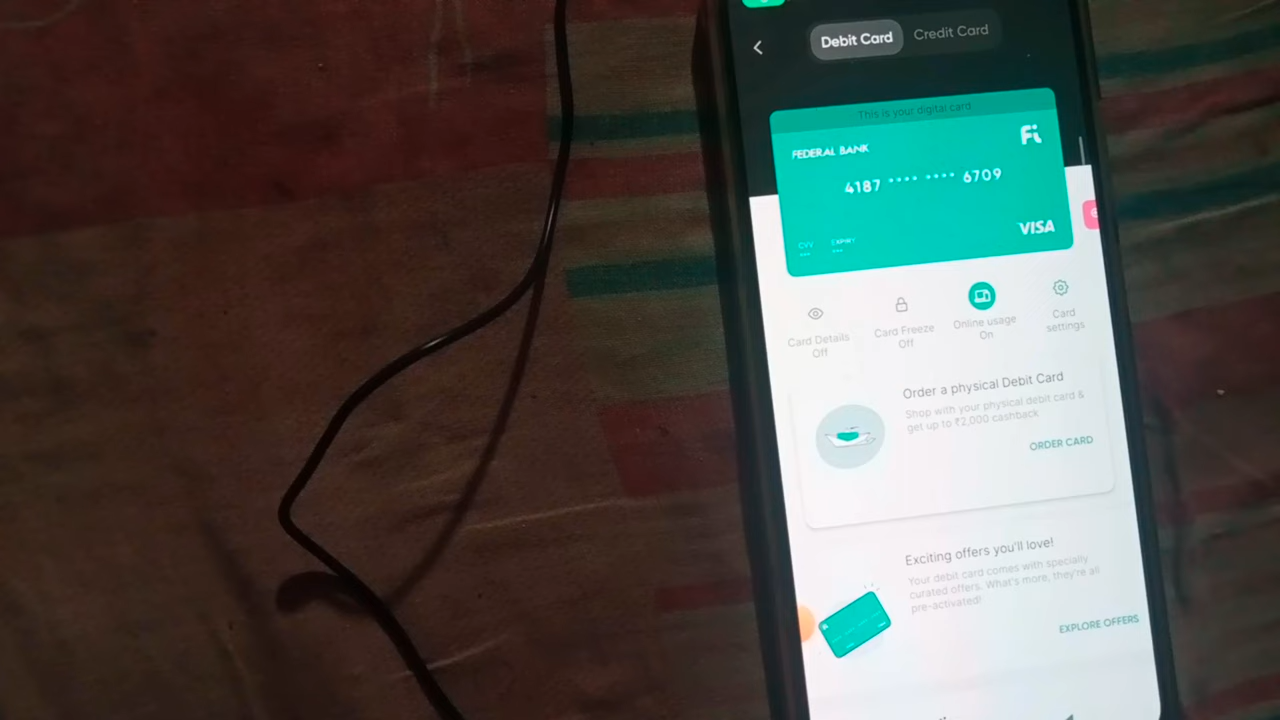 Debit Card
Credit Card
This is your digital card
FEDERAL BANK
Fi
4187 **** **** 6709
CVV
EXPIRY
***
***
VISA
Card Details
Off
Card Freeze
Off
Online usage
On
Card
settings
Order a physical Debit Card
Shop with your physical debit card &
get up to ₹2,000 cashback
ORDER CARD
Exciting offers you'll love!
Your debit card comes with specially
curated offers. What's more, they're all
pre-activated!
EXPLORE OFFERS